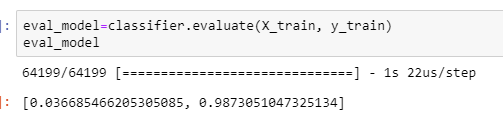 ]: eval_model=classifier.evaluate(X_train, y_train)
eval_model
64199/64199 [==============================] - 1s 22us/step
]: [0.036685466205305085, 0.9873051047325134]